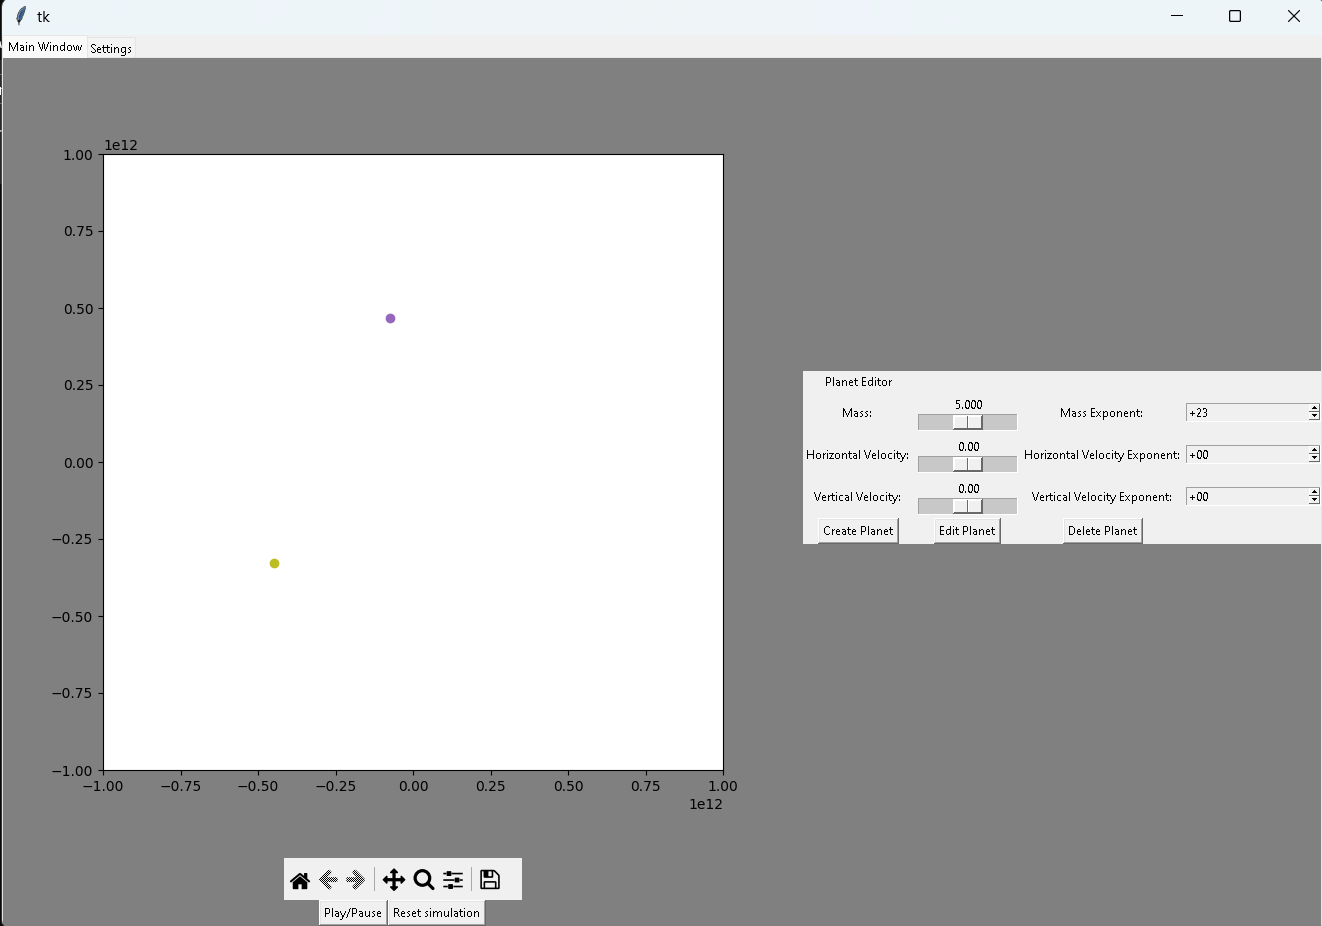 tk
Main Window Settings
1e12
1.00
0.75
0.50
0.25
0.00
−0.25
−0.50
−0.75
−1.00
−1.00 −0.75 −0.50 −0.25 0.00 0.25 0.50 0.75 1.00
1e12
Planet Editor
5.000
Mass: Mass Exponent: +23
0.00
Horizontal Velocity: Horizontal Velocity Exponent: +00
0.00
Vertical Velocity: Vertical Velocity Exponent: +00
Create Planet Edit Planet Delete Planet
Play/Pause Reset simulation